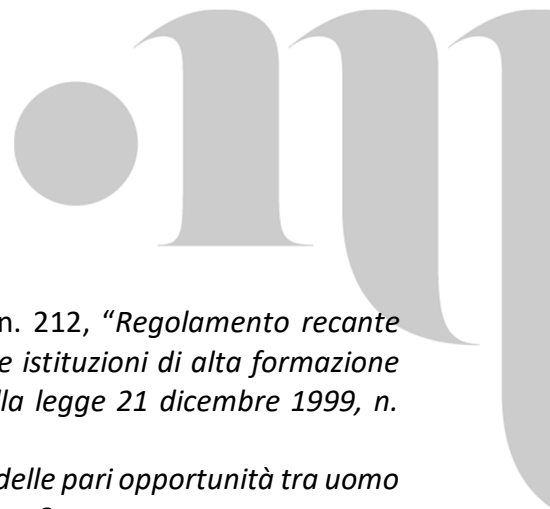 n. 212, “Regolamento recante
e istituzioni di alta formazione
lla legge 21 dicembre 1999, n.
delle pari opportunità tra uomo